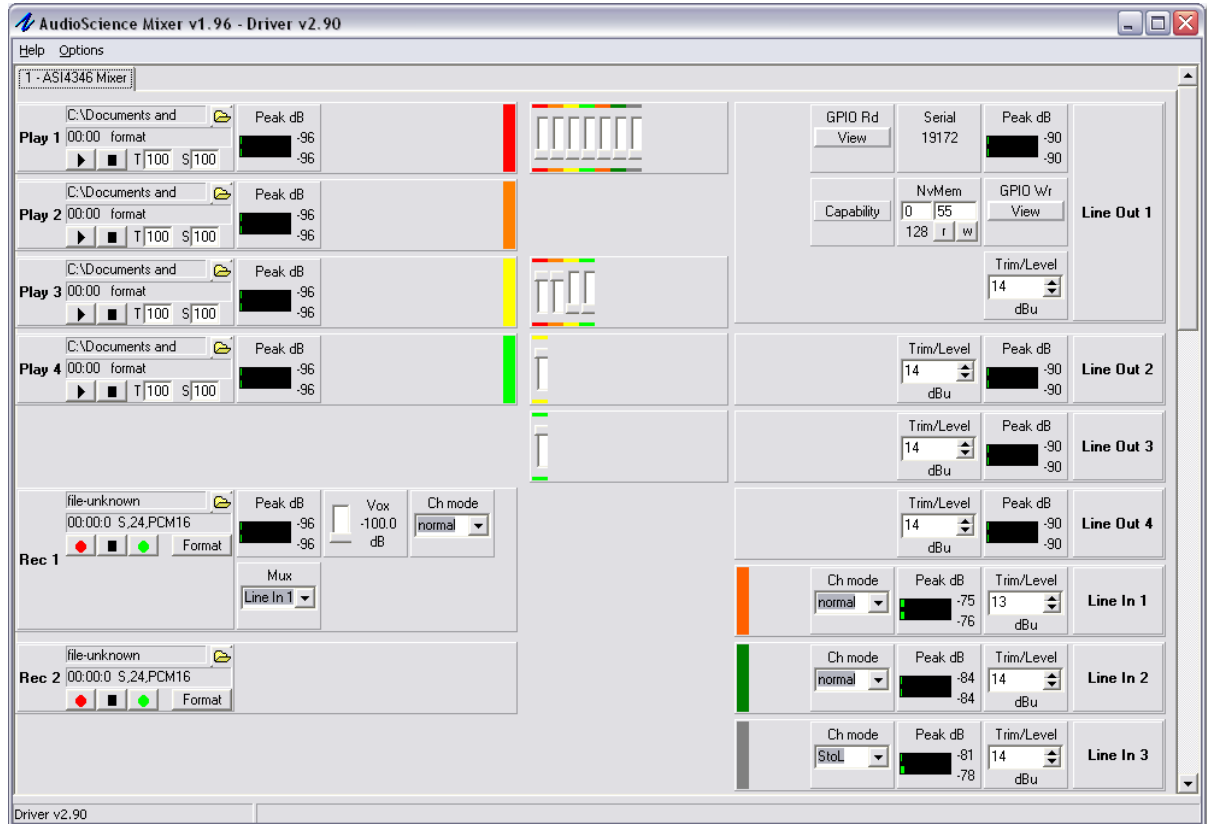 AudioScience Mixer v1.96 - Driver v2.90
Help Options
1 - ASI4346 Mixer
Play 1
C:\Documents and
00:00 format
T 100 S 100
Peak dB
-96
-96
Play 2
C:\Documents and
00:00 format
T 100 S 100
Peak dB
-96
-96
Play 3
C:\Documents and
00:00 format
T 100 S 100
Peak dB
-96
-96
Play 4
C:\Documents and
00:00 format
T 100 S 100
Peak dB
-96
-96
Rec 1
file-unknown
00:00:0 S,24,PCM16
Format
Peak dB
-96
-96
Vox
-100.0
dB
Ch mode
normal
Mux
Line In 1
Rec 2
file-unknown
00:00:0 S,24,PCM16
Format
GPIO Rd
View
Serial
19172
Peak dB
-90
-90
Capability
NvMem
0 55
128 r w
GPIO Wr
View
Line Out 1
Trim/Level
14
dBu
Trim/Level
14
dBu
Peak dB
-90
-90
Line Out 2
Trim/Level
14
dBu
Peak dB
-90
-90
Line Out 3
Trim/Level
14
dBu
Peak dB
-90
-90
Line Out 4
Ch mode
normal
Peak dB
-75
-76
Trim/Level
13
dBu
Line In 1
Ch mode
normal
Peak dB
-84
-84
Trim/Level
14
dBu
Line In 2
Ch mode
StoL
Peak dB
-81
-78
Trim/Level
14
dBu
Line In 3
Driver v2.90